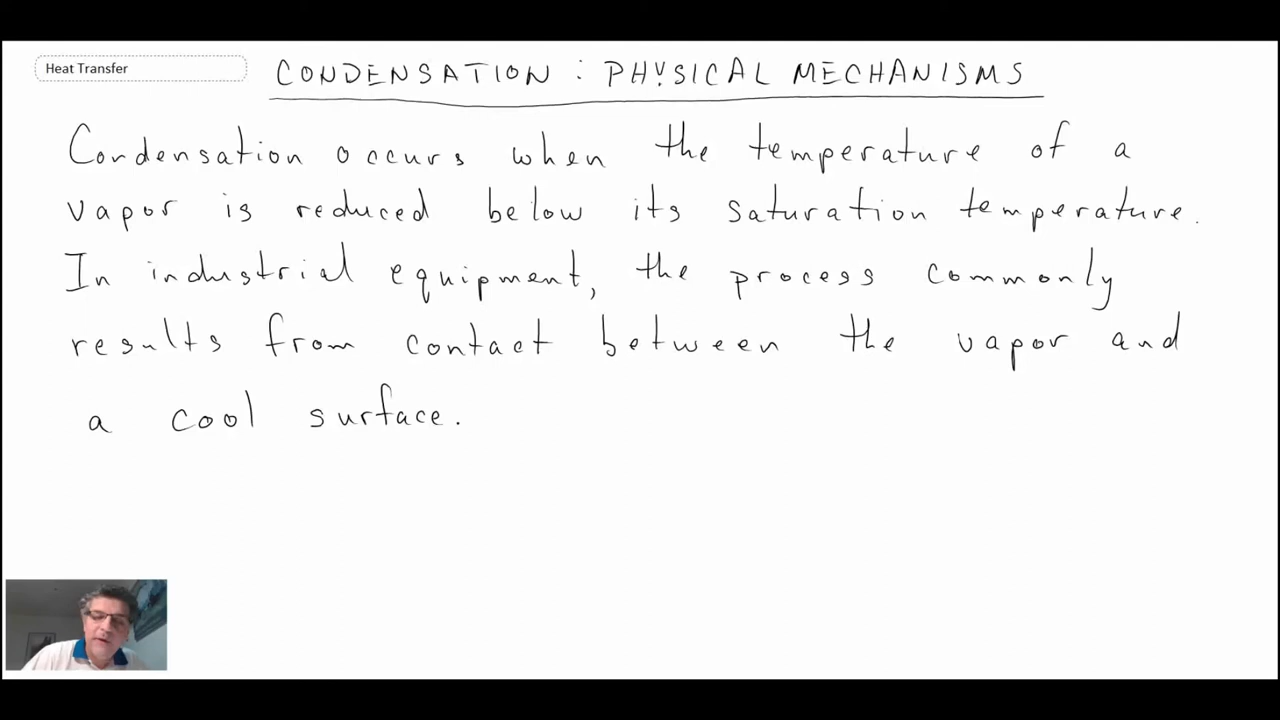 Heat Transfer
CONDENSATION : PHYSICAL MECHANISMS
Condensation occurs when the temperature of a
vapor is reduced below its saturation temperature.
In industrial equipment, the process commonly
results from contact between the vapor and
a cool surface.